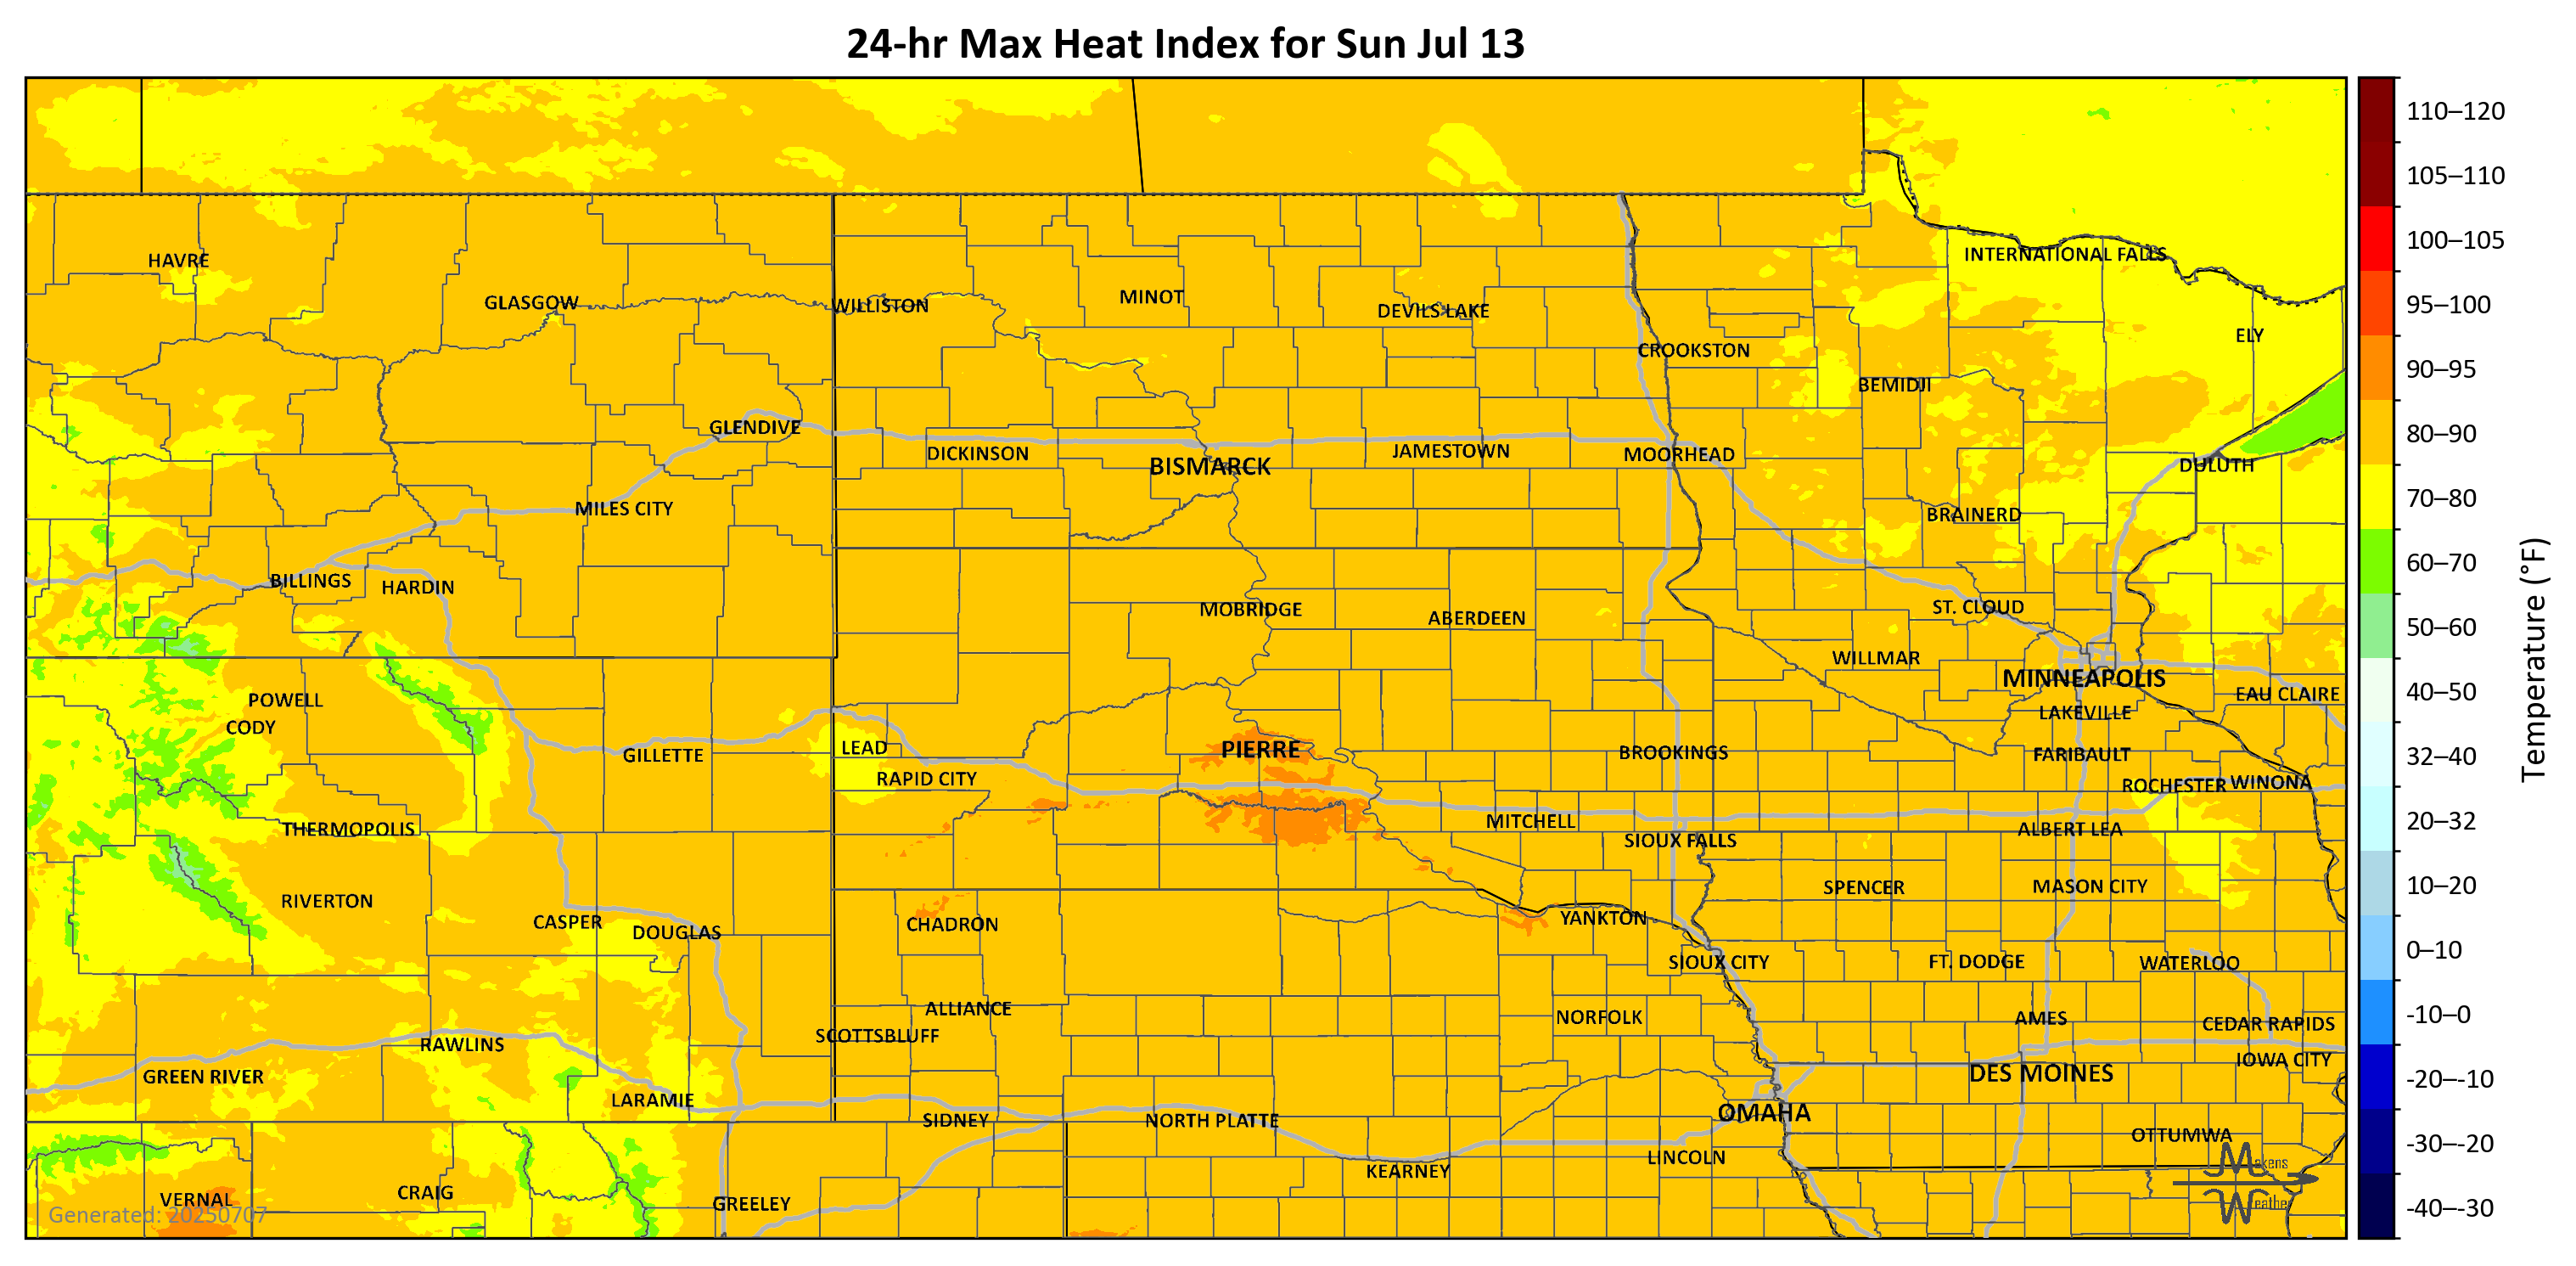 24-hr Max Heat Index for Sun Jul 13
110–120
105–110
100–105
95–100
90–95
80–90
70–80
60–70
50–60
40–50
32–40
20–32
10–20
0–10
-10–0
-20–-10
-30–-20
-40–-30
Temperature (°F)
INTERNATIONAL FALLS
HAVRE
GLASGOW
WILLISTON
MINOT
DEVILS LAKE
ELY
CROOKSTON
BEMIDJI
GLENDIVE
DICKINSON
BISMARCK
JAMESTOWN
MOORHEAD
DULUTH
MILES CITY
BRAINERD
BILLINGS
HARDIN
MOBRIDGE
ABERDEEN
ST. CLOUD
WILLMAR
MINNEAPOLIS
EAU CLAIRE
POWELL
CODY
LAKEVILLE
GILLETTE
LEAD
RAPID CITY
PIERRE
BROOKINGS
FARIBAULT
ROCHESTER
WINONA
THERMOPOLIS
MITCHELL
SIOUX FALLS
ALBERT LEA
RIVERTON
SPENCER
MASON CITY
CASPER
DOUGLAS
CHADRON
YANKTON
SIOUX CITY
FT. DODGE
WATERLOO
ALLIANCE
SCOTTSBLUFF
NORFOLK
AMES
CEDAR RAPIDS
RAWLINS
IOWA CITY
GREEN RIVER
DES MOINES
LARAMIE
SIDNEY
NORTH PLATTE
OMAHA
OTTUMWA
KEARNEY
LINCOLN
VERNAL
CRAIG
GREELEY
Generated: 20250707
Makens
Weather